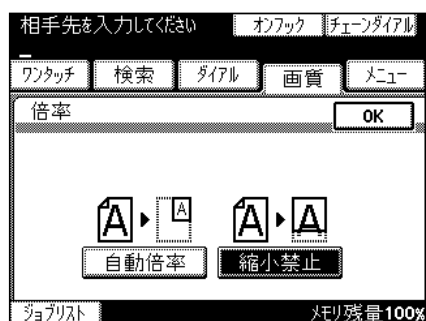 相手先を入力してください オンフック チェーンダイアル
ワンタッチ 検索 ダイアル 画質 メニュー
倍率 OK
A A A A
自動倍率 縮小禁止
ジョブリスト メモリ残量100%